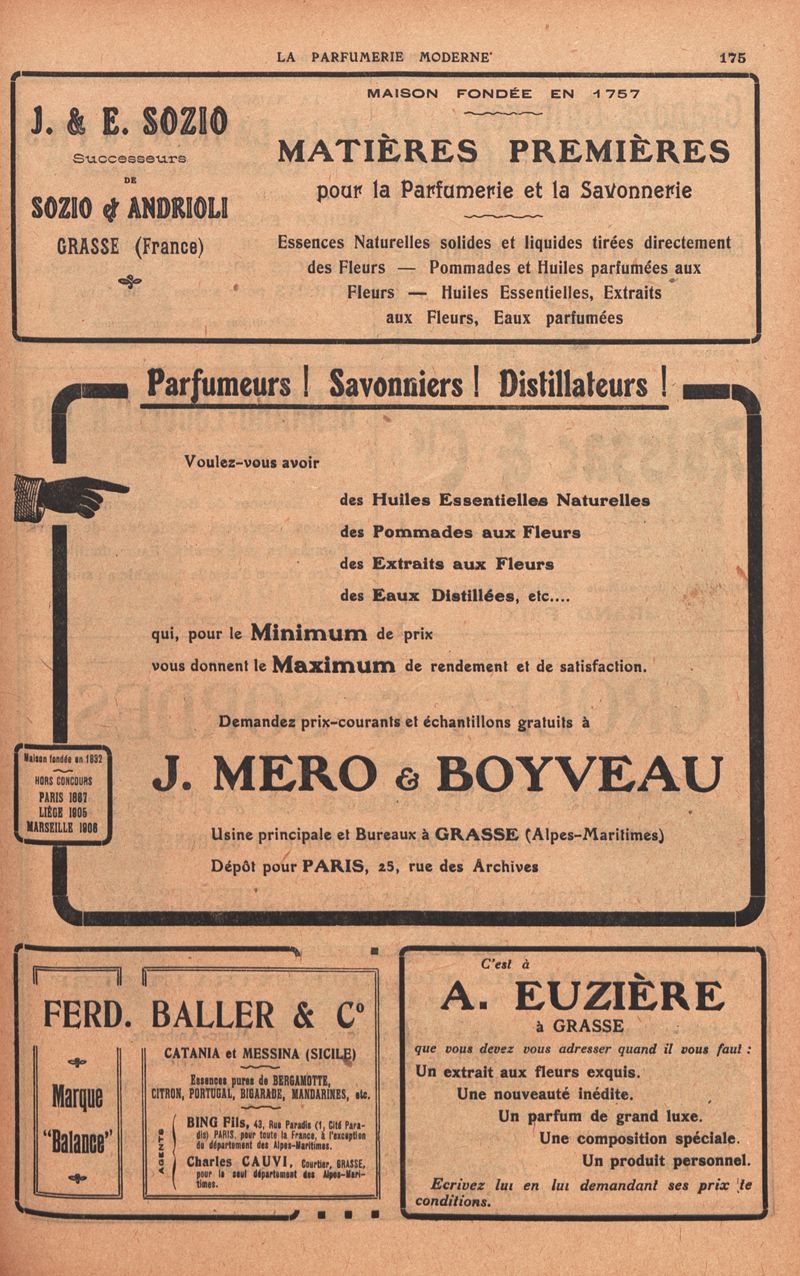 LA PARFUMERIE MODERNE
175
J. & E. SOZIO
Successeurs
DE
SOZIO & ANDRIOLI
GRASSE (France)
MAISON FONDÉE EN 1757
MATIÈRES PREMIÈRES
pour la Parfumerie et la Savonnerie
Essences Naturelles solides et liquides tirées directement
des Fleurs — Pommades et Huiles parfumées aux
Fleurs — Huiles Essentielles, Extraits
aux Fleurs, Eaux parfumées
Parfumeurs ! Savonniers ! Distillateurs !
Voulez-vous avoir
des Huiles Essentielles Naturelles
des Pommades aux Fleurs
des Extraits aux Fleurs
des Eaux Distillées, etc....
qui, pour le Minimum de prix
vous donnent le Maximum de rendement et de satisfaction.
Demandez prix-courants et échantillons gratuits à
J. MERO & BOYVEAU
Usine principale et Bureaux à GRASSE (Alpes-Maritimes)
Dépôt pour PARIS, 25, rue des Archives
Maison fondée en 1832
HORS CONCOURS
PARIS 1867
LIÈGE 1905
MARSEILLE 1906
FERD. BALLER & Cº
Marque
"Balance"
CATANIA et MESSINA (SICILE)
Essences pures de BERGAMOTTE,
CITRON, PORTUGAL, BIGARADE, MANDARINES, etc.
AGENTS
BING Fils, 43, Rue Paradis (1, Cité Para-
dis) PARIS, pour toute la France, à l'exception
du département des Alpes-Maritimes.
Charles CAUVI, Courtier, GRASSE,
pour le seul département des Alpes-Mari-
times.
C'est à
A. EUZIÈRE
à GRASSE
que vous devez vous adresser quand il vous faut :
Un extrait aux fleurs exquis.
Une nouveauté inédite.
Un parfum de grand luxe.
Une composition spéciale.
Un produit personnel.
Ecrivez lui en lui demandant ses prix te
conditions.